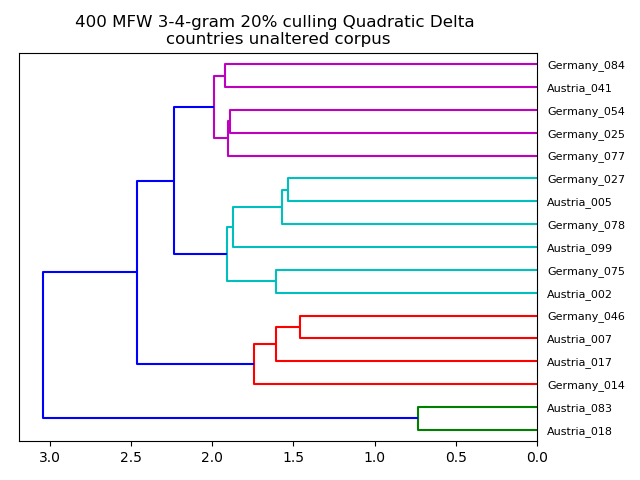 400 MFW 3-4-gram 20% culling Quadratic Delta
countries unaltered corpus
Germany_084
Austria_041
Germany_054
Germany_025
Germany_077
Germany_027
Austria_005
Germany_078
Austria_099
Germany_075
Austria_002
Germany_046
Austria_007
Austria_017
Germany_014
Austria_083
Austria_018
3.0 2.5 2.0 1.5 1.0 0.5 0.0